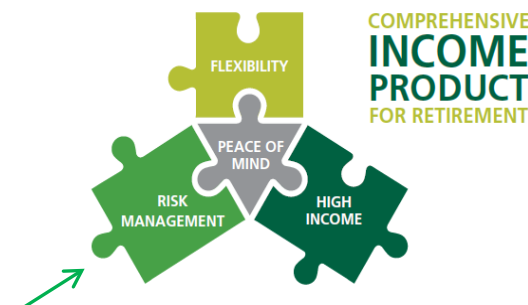 COMPREHENSIVE
INCOME
PRODUCT
FOR RETIREMENT
FLEXIBILITY
PEACE OF
MIND
RISK
MANAGEMENT
HIGH
INCOME